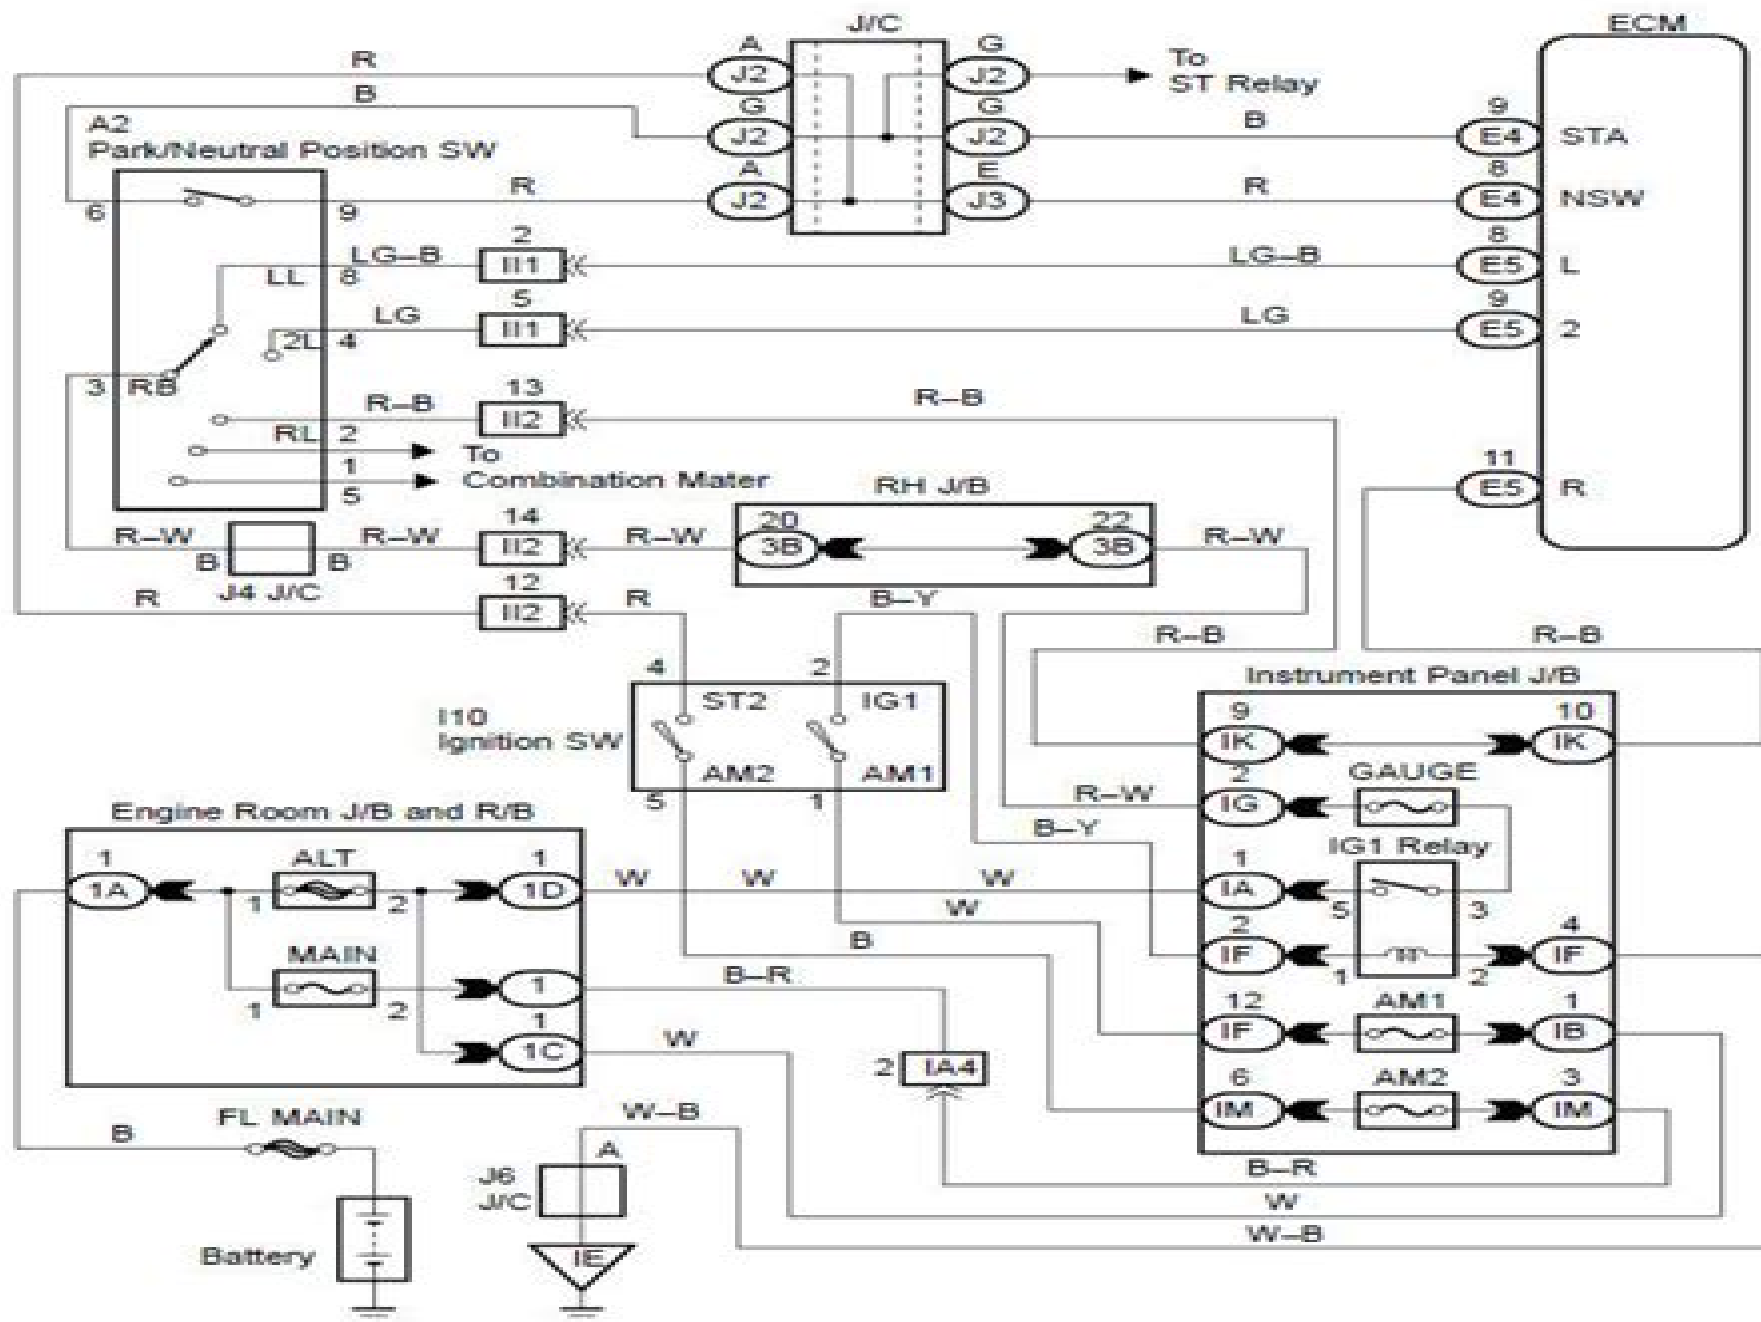 J/C
ECM
R
A
G
To
J2
J2
ST Relay
B
G
G
B
9
A2
J2
J2
E4
STA
Park/Neutral Position SW
A
E
8
R
R
6
9
J2
J3
E4
NSW
2
8
LG-B
LG-B
LL
8
II1
E5
L
5
9
LG
LG
2L
4
II1
E5
2
3
RB
13
R-B
R-B
II2
RL
2
To
1
Combination Mater
5
11
E5
R
RH J/B
14
20
22
R-W
R-W
II2
R-W
3B
3B
R-W
B
B
J4 J/C
12
R
II2
R
B-Y
R-B
R-B
4
2
Instrument Panel J/B
ST2
IG1
I10
Ignition SW
9
10
IK
IK
AM2
AM1
2
GAUGE
5
1
R-W
IG
B-Y
Engine Room J/B and R/B
IG1 Relay
1
ALT
1
1
1A
1D
W
W
W
IA
1
2
W
5
3
2
4
MAIN
B
IF
IF
1
2
B-R
1
2
1
12
AM1
1
1
1C
W
IF
IB
2
IA4
6
AM2
3
FL MAIN
W-B
IM
IM
B
A
J6
J/C
B-R
W
Battery
IE
W-B